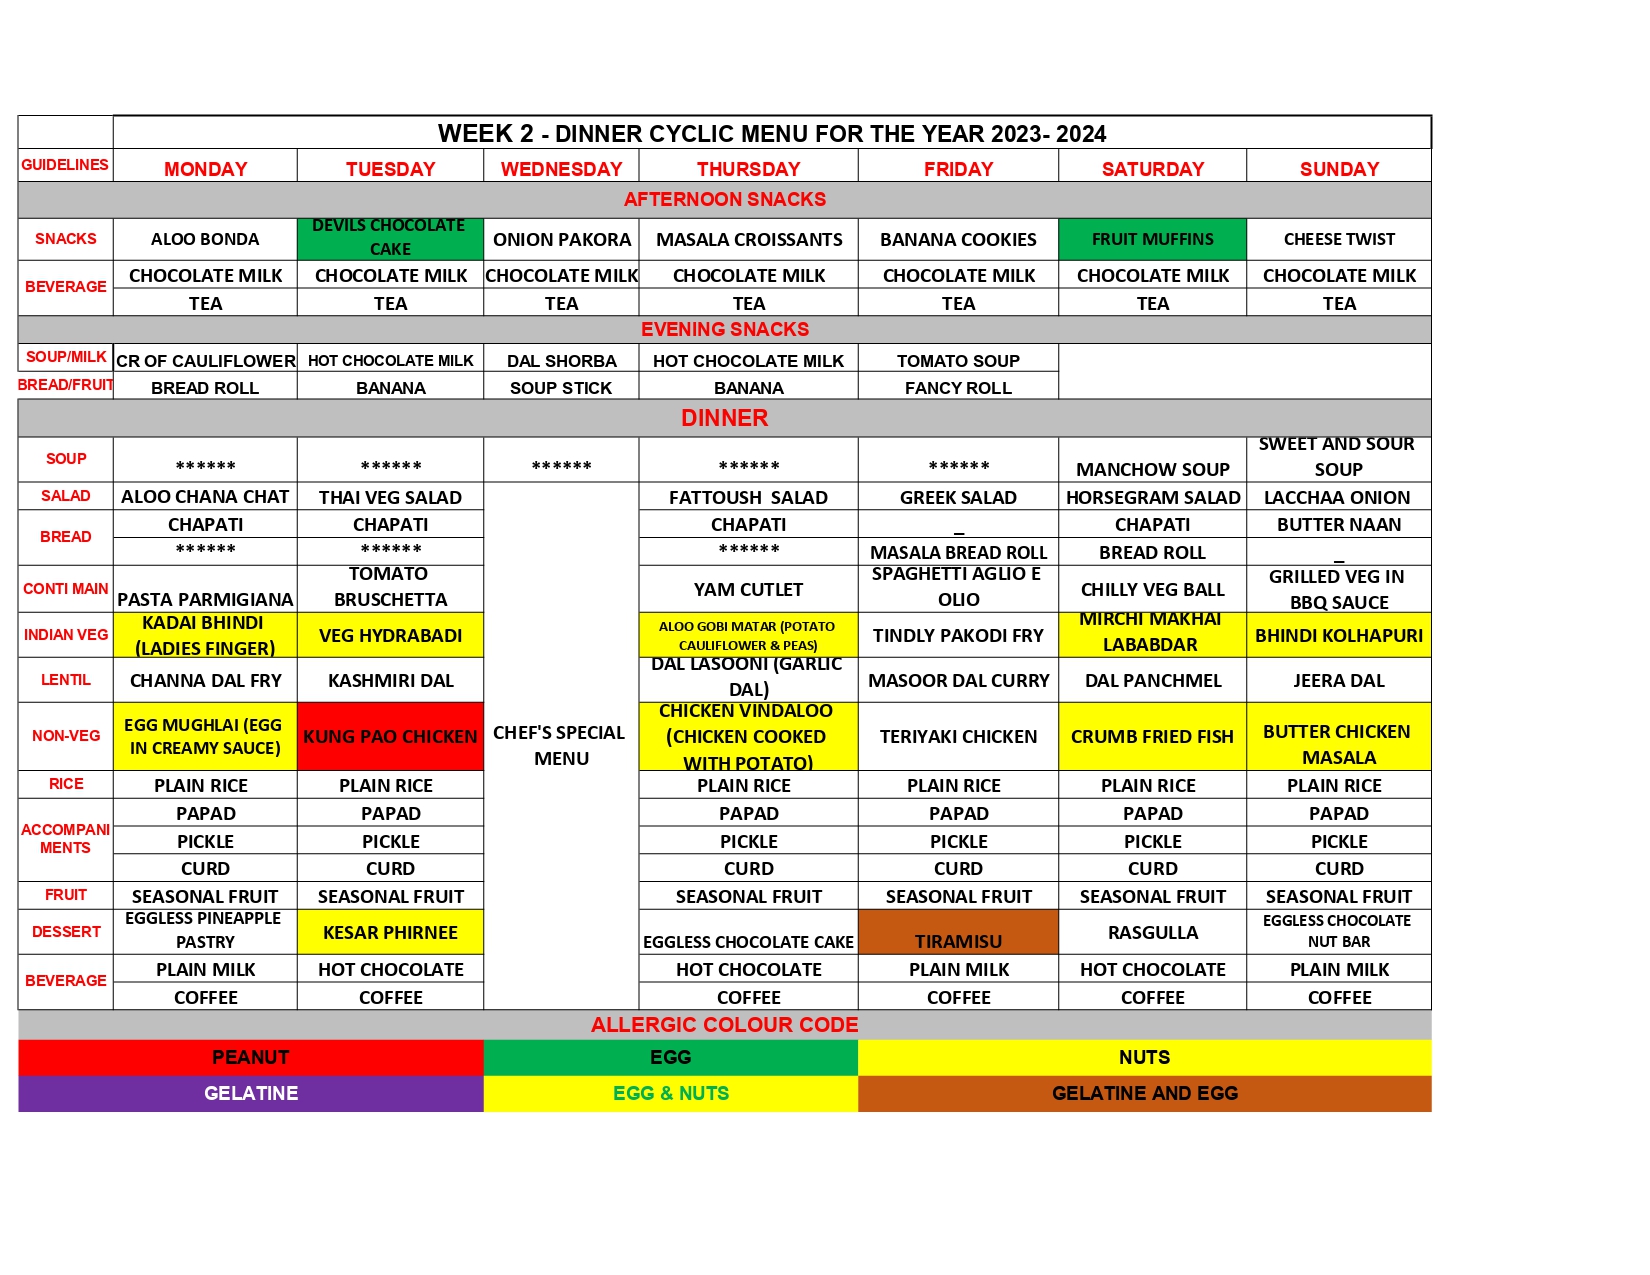 WEEK 2 - DINNER CYCLIC MENU FOR THE YEAR 2023- 2024
GUIDELINES MONDAY TUESDAY WEDNESDAY THURSDAY FRIDAY SATURDAY SUNDAY
AFTERNOON SNACKS
SNACKS ALOO BONDA DEVILS CHOCOLATE CAKE ONION PAKORA MASALA CROISSANTS BANANA COOKIES FRUIT MUFFINS CHEESE TWIST
BEVERAGE CHOCOLATE MILK CHOCOLATE MILK CHOCOLATE MILK CHOCOLATE MILK CHOCOLATE MILK CHOCOLATE MILK CHOCOLATE MILK
TEA TEA TEA TEA TEA TEA TEA
EVENING SNACKS
SOUP/MILK CR OF CAULIFLOWER HOT CHOCOLATE MILK DAL SHORBA HOT CHOCOLATE MILK TOMATO SOUP
BREAD/FRUIT BREAD ROLL BANANA SOUP STICK BANANA FANCY ROLL
DINNER
SOUP ****** ****** ****** ****** ****** MANCHOW SOUP SWEET AND SOUR SOUP
SALAD ALOO CHANA CHAT THAI VEG SALAD FATTOUSH SALAD GREEK SALAD HORSEGRAM SALAD LACCHAA ONION
BREAD CHAPATI CHAPATI CHAPATI _ CHAPATI BUTTER NAAN
****** ****** ****** MASALA BREAD ROLL BREAD ROLL _
CONTI MAIN PASTA PARMIGIANA TOMATO BRUSCHETTA YAM CUTLET SPAGHETTI AGLIO E OLIO CHILLY VEG BALL GRILLED VEG IN BBQ SAUCE
INDIAN VEG KADAI BHINDI (LADIES FINGER) VEG HYDRABADI ALOO GOBI MATAR (POTATO CAULIFLOWER & PEAS) TINDLY PAKODI FRY MIRCHI MAKHAI LABABDAR BHINDI KOLHAPURI
LENTIL CHANNA DAL FRY KASHMIRI DAL DAL LASOONI (GARLIC DAL) MASOOR DAL CURRY DAL PANCHMEL JEERA DAL
NON-VEG EGG MUGHLAI (EGG IN CREAMY SAUCE) KUNG PAO CHICKEN CHEF'S SPECIAL MENU CHICKEN VINDALOO (CHICKEN COOKED WITH POTATO) TERIYAKI CHICKEN CRUMB FRIED FISH BUTTER CHICKEN MASALA
RICE PLAIN RICE PLAIN RICE PLAIN RICE PLAIN RICE PLAIN RICE PLAIN RICE
ACCOMPANI MENTS PAPAD PAPAD PAPAD PAPAD PAPAD PAPAD
PICKLE PICKLE PICKLE PICKLE PICKLE PICKLE
CURD CURD CURD CURD CURD CURD
FRUIT SEASONAL FRUIT SEASONAL FRUIT SEASONAL FRUIT SEASONAL FRUIT SEASONAL FRUIT SEASONAL FRUIT
DESSERT EGGLESS PINEAPPLE PASTRY KESAR PHIRNEE EGGLESS CHOCOLATE CAKE TIRAMISU RASGULLA EGGLESS CHOCOLATE NUT BAR
BEVERAGE PLAIN MILK HOT CHOCOLATE HOT CHOCOLATE PLAIN MILK HOT CHOCOLATE PLAIN MILK
COFFEE COFFEE COFFEE COFFEE COFFEE COFFEE
ALLERGIC COLOUR CODE
PEANUT EGG NUTS
GELATINE EGG & NUTS GELATINE AND EGG